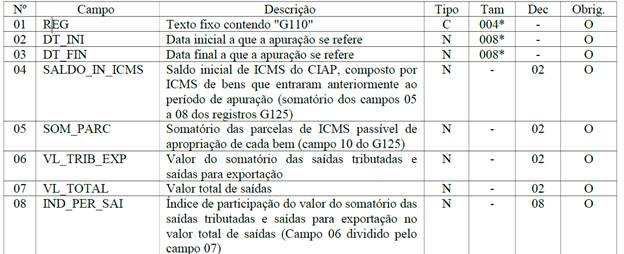 Nº Campo Descrição Tipo Tam Dec Obrig.
01 REG Texto fixo contendo "G110" C 004* - O
02 DT_INI Data inicial a que a apuração se refere N 008* - O
03 DT_FIN Data final a que a apuração se refere N 008* - O
04 SALDO_IN_ICMS Saldo inicial de ICMS do CIAP, composto por N - 02 O
ICMS de bens que entraram anteriormente ao
período de apuração (somatório dos campos 05
a 08 dos registros G125)
05 SOM_PARC Somatório das parcelas de ICMS passível de N - 02 O
apropriação de cada bem (campo 10 do G125)
06 VL_TRIB_EXP Valor do somatório das saídas tributadas e N - 02 O
saídas para exportação
07 VL_TOTAL Valor total de saídas N - 02 O
08 IND_PER_SAI Índice de participação do valor do somatório das N - 08 O
saídas tributadas e saídas para exportação no
valor total de saídas (Campo 06 dividido pelo
campo 07)